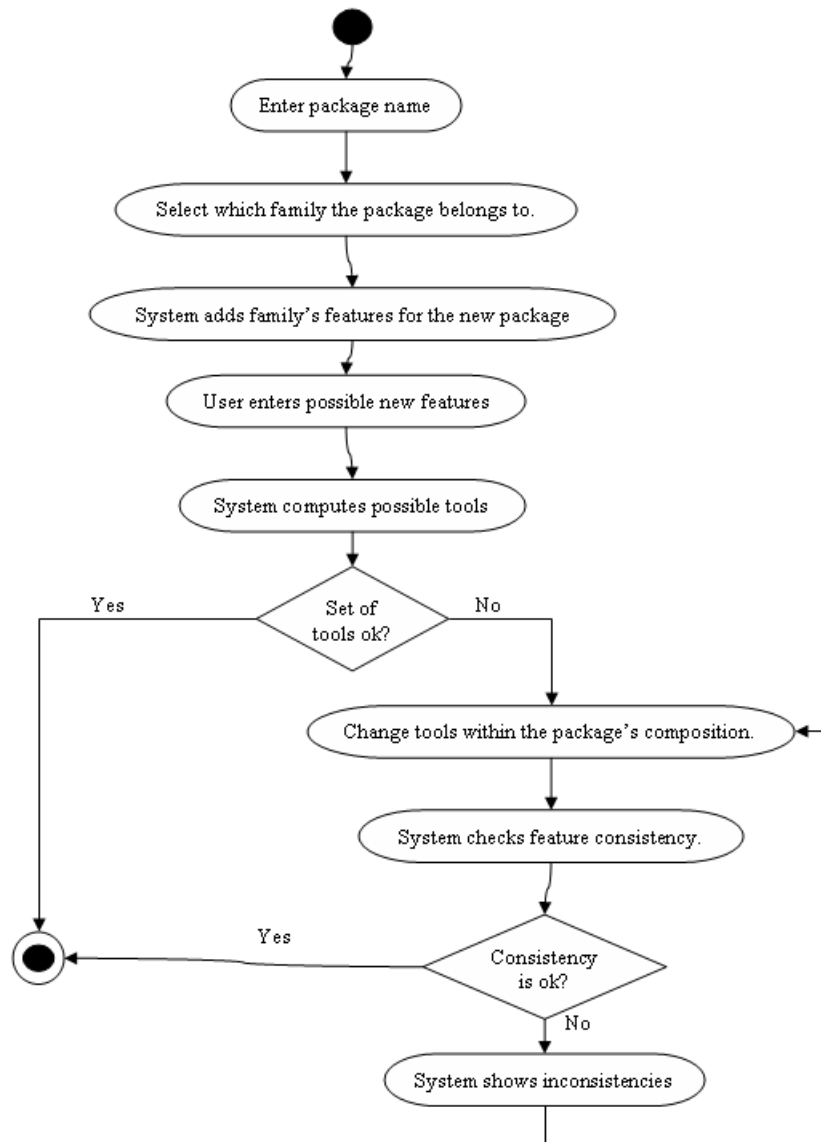 Enter package name
Select which family the package belongs to.
System adds family’s features for the new package
User enters possible new features
System computes possible tools
Yes
Set of
tools ok?
No
Change tools within the package’s composition.
System checks feature consistency.
Yes
Consistency
is ok?
No
System shows inconsistencies